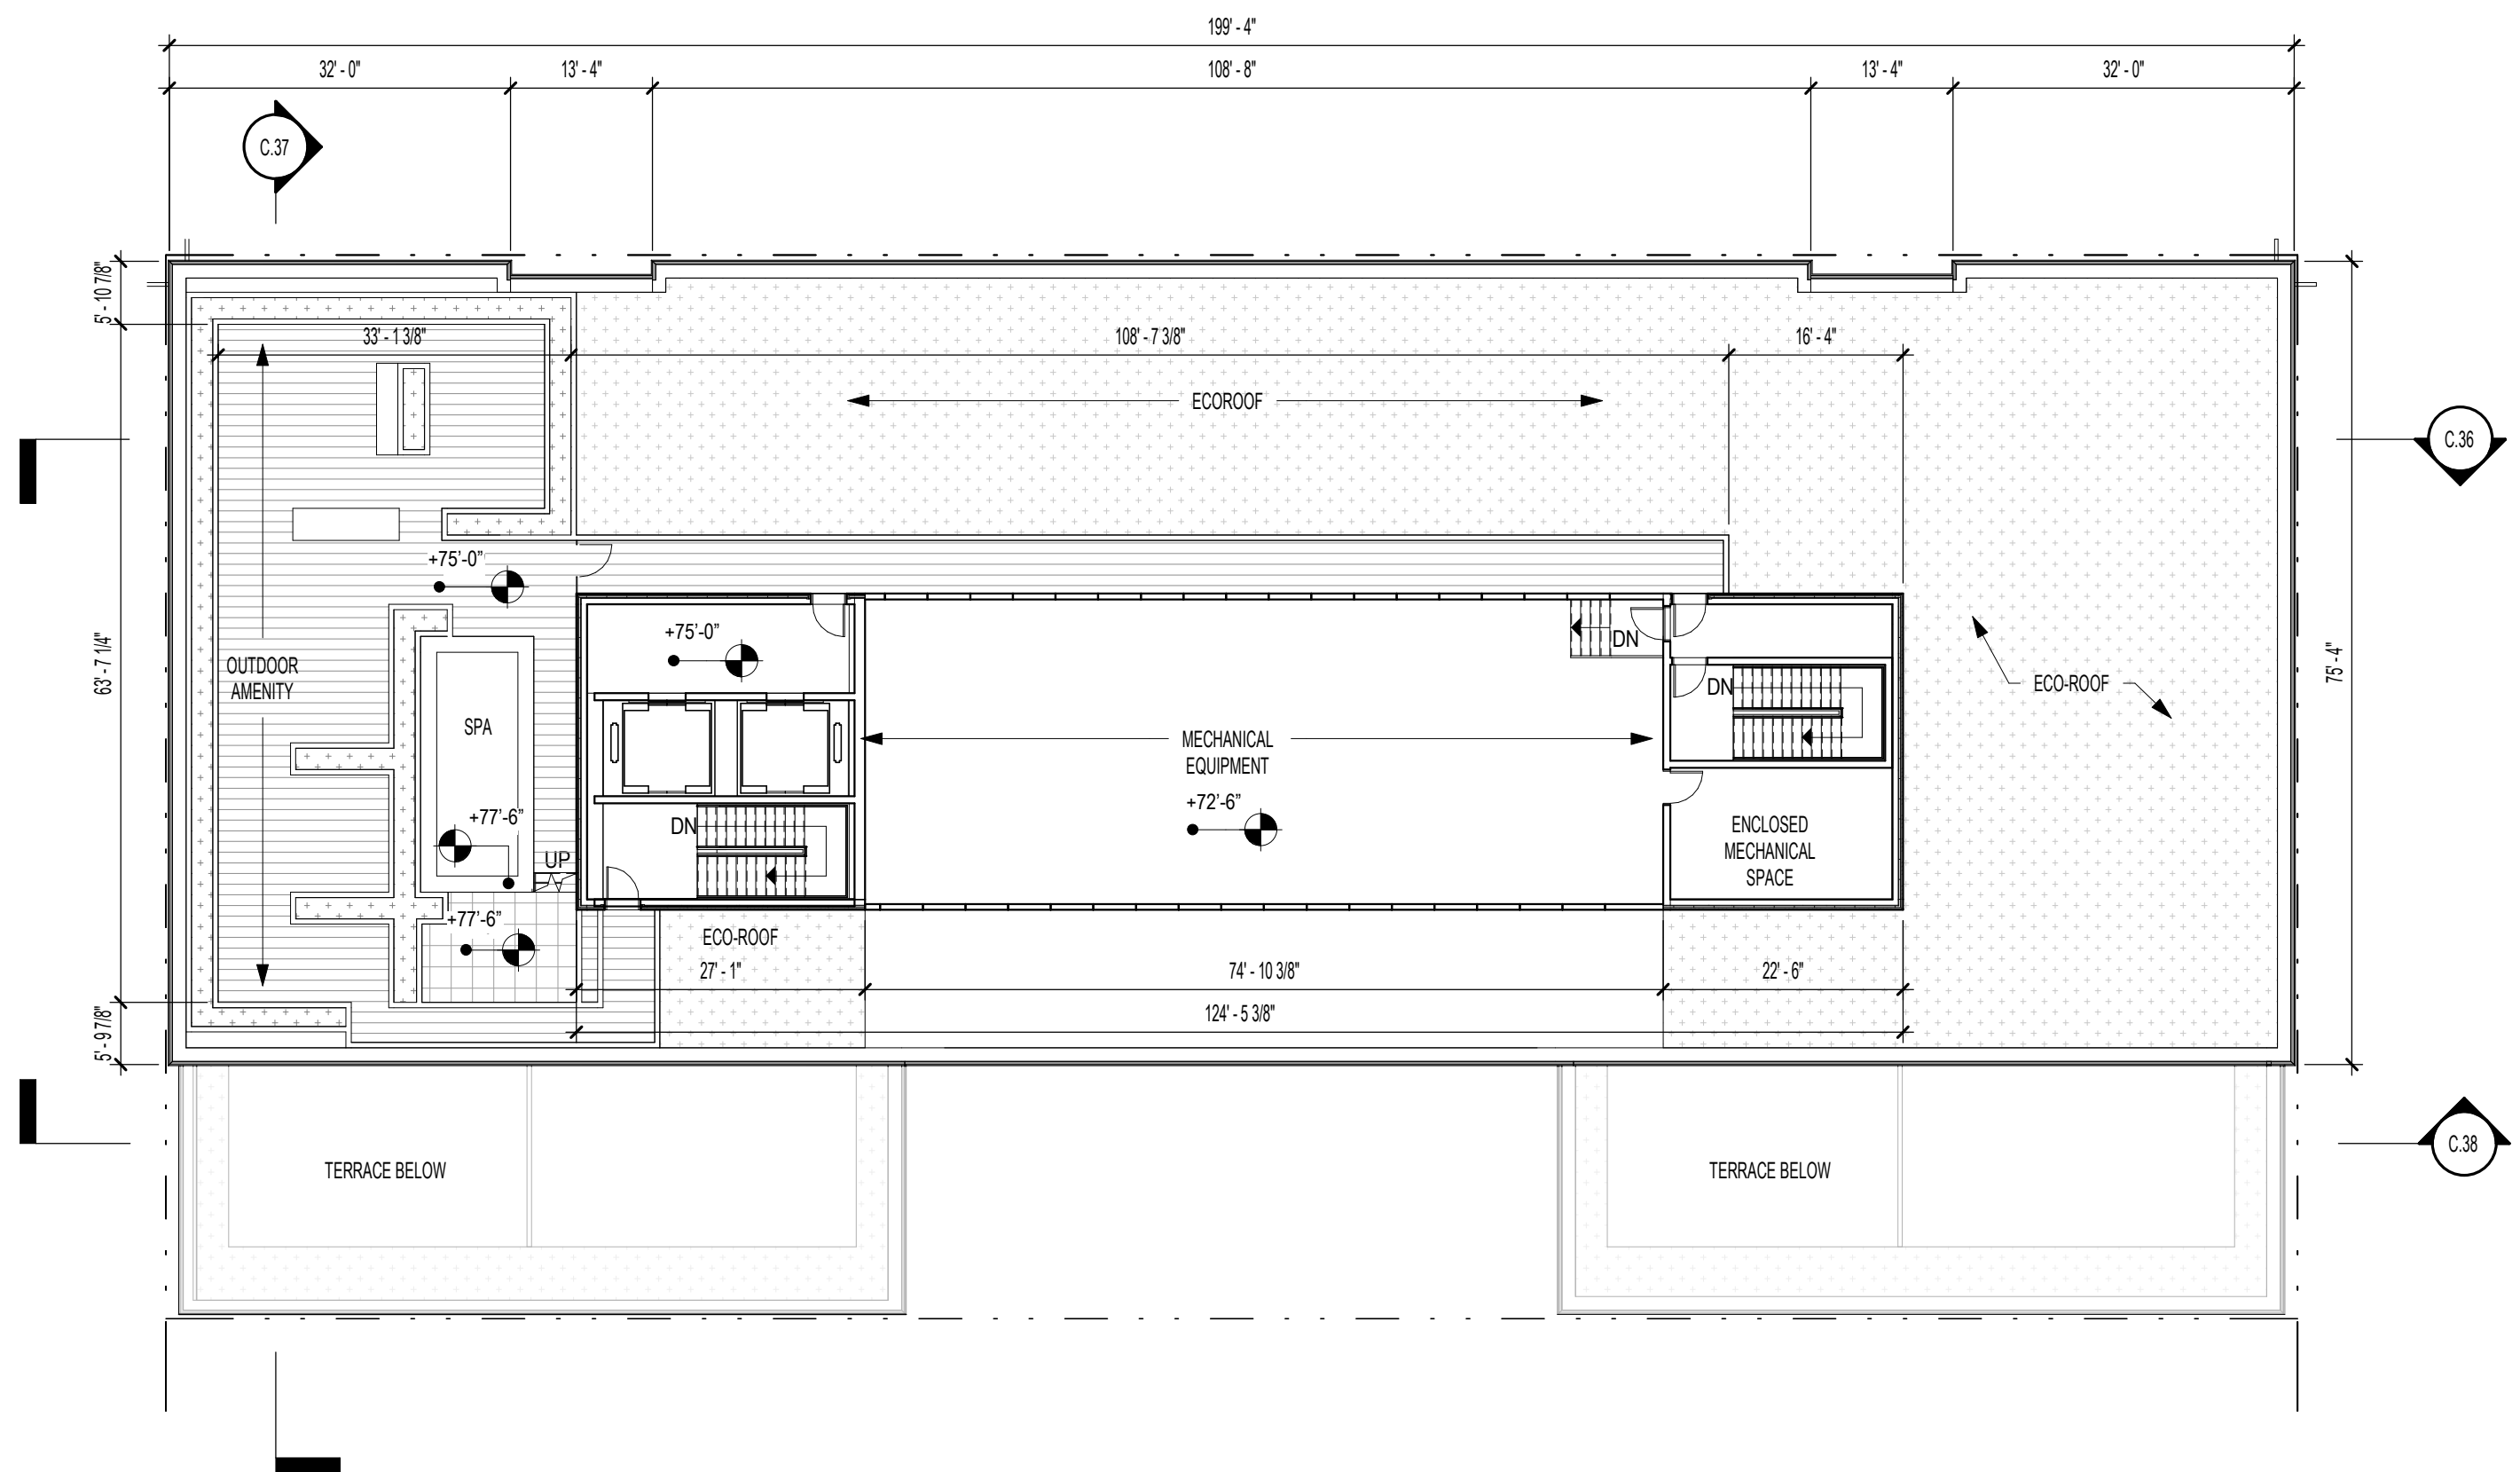 199' - 4"
32' - 0"
13' - 4"
108' - 8"
13' - 4"
32' - 0"
C.37
5' - 10 7/8"
33' - 1 3/8"
108' - 7 3/8"
16' - 4"
ECOROOF
C.36
+75'-0”
+75'-0”
DN
63' - 7 1/4"
OUTDOOR
AMENITY
SPA
DN
ECO-ROOF
75' - 4"
MECHANICAL
EQUIPMENT
+72'-6”
+77'-6”
DN
UP
ENCLOSED
MECHANICAL
SPACE
+77'-6”
ECO-ROOF
27' - 1"
74' - 10 3/8"
22' - 6"
124' - 5 3/8"
5' - 9 7/8"
TERRACE BELOW
TERRACE BELOW
C.38